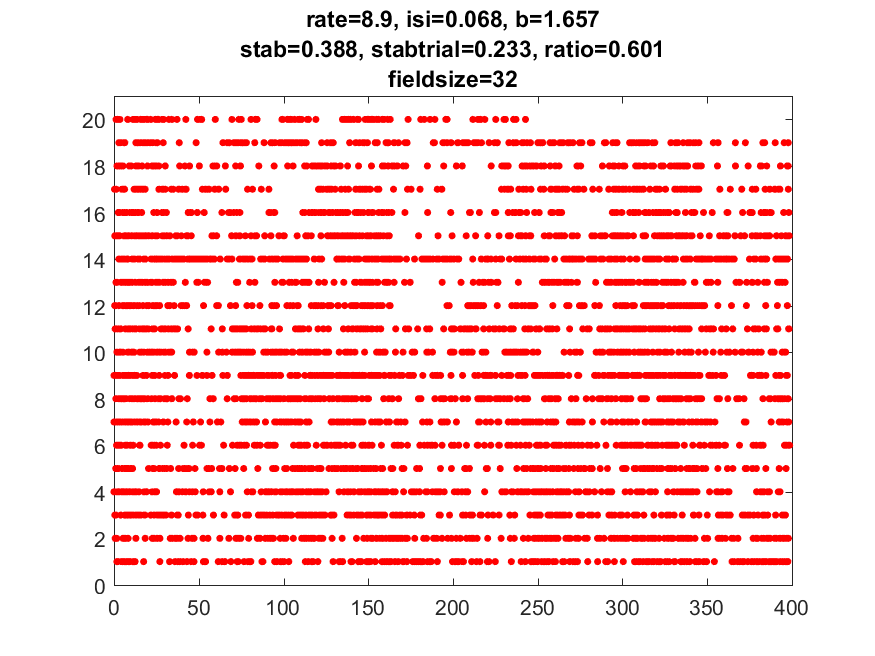 rate=8.9, isi=0.068, b=1.657
stab=0.388, stabtrial=0.233, ratio=0.601
fieldsize=32
20
18
16
14
12
10
8
6
4
2
0
0 50 100 150 200 250 300 350 400